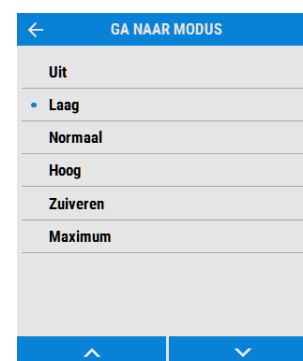 GA NAAR MODUS
Uit
Laag
Normaal
Hoog
Zuiveren
Maximum